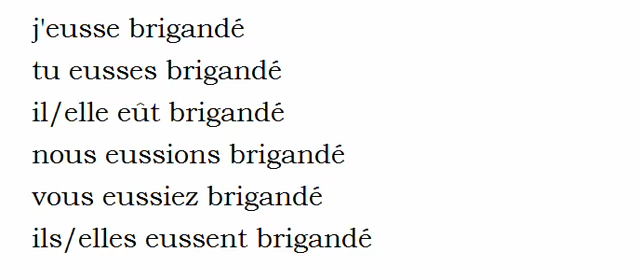 j'eusse brigandé
tu eusses brigandé
il/elle eût brigandé
nous eussions brigandé
vous eussiez brigandé
ils/elles eussent brigandé